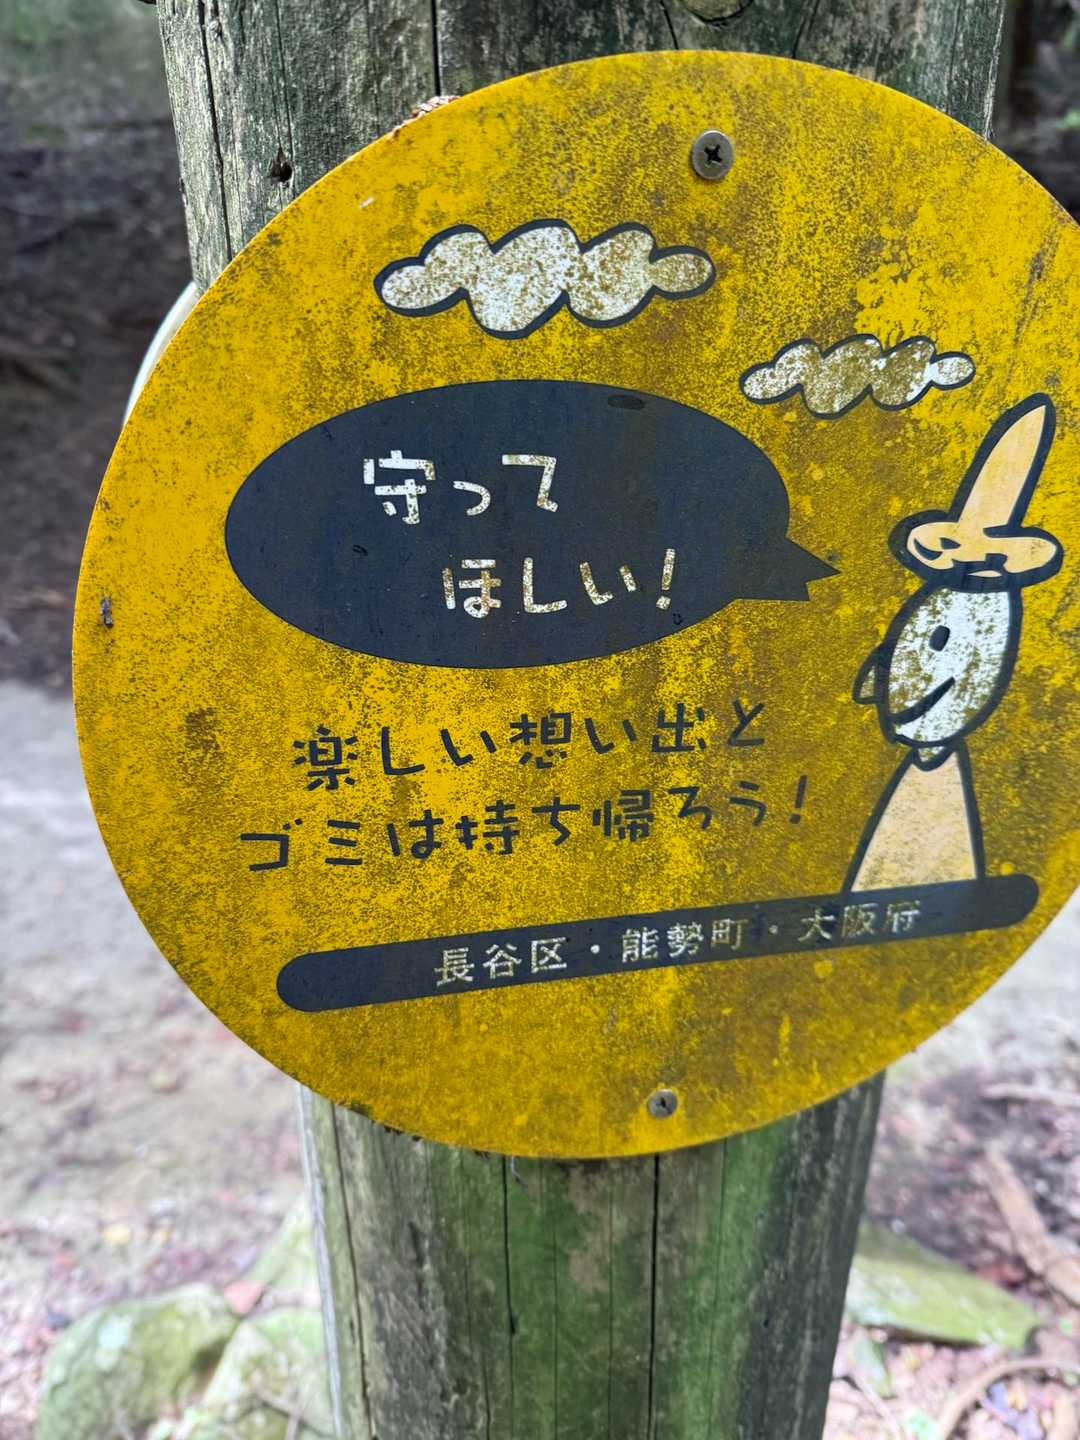 守って
ほしい!
楽しい想い出と
ゴミは持ち帰ろう!
長谷区・能勢町・大阪府